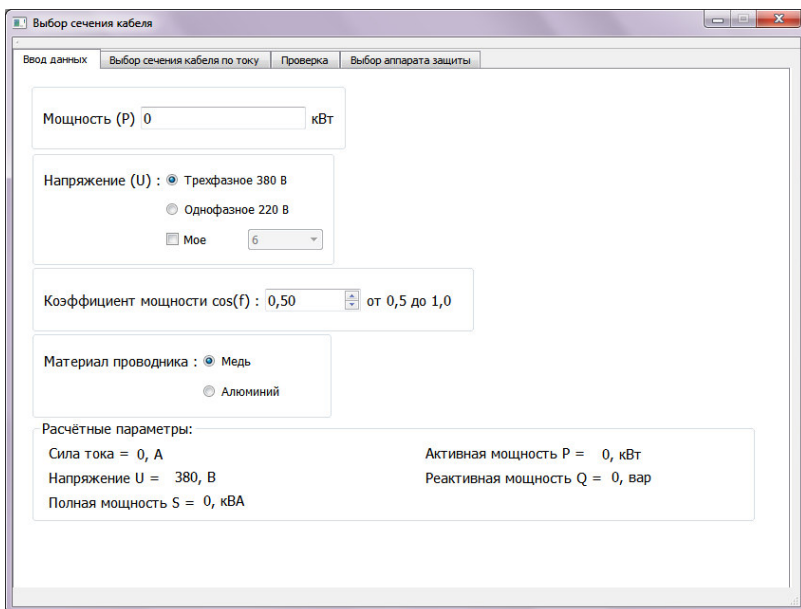 Выбор сечения кабеля
Ввод данных Выбор сечения кабеля по току Проверка Выбор аппарата защиты
Мощность (P) 0 кВт
Напряжение (U) : Трехфазное 380 В
Однофазное 220 В
Мое 6
Коэффициент мощности cos(f) : 0,50 от 0,5 до 1,0
Материал проводника : Медь
Алюминий
Расчётные параметры:
Сила тока = 0, А Активная мощность P = 0, кВт
Напряжение U = 380, В Реактивная мощность Q = 0, вар
Полная мощность S = 0, кВА